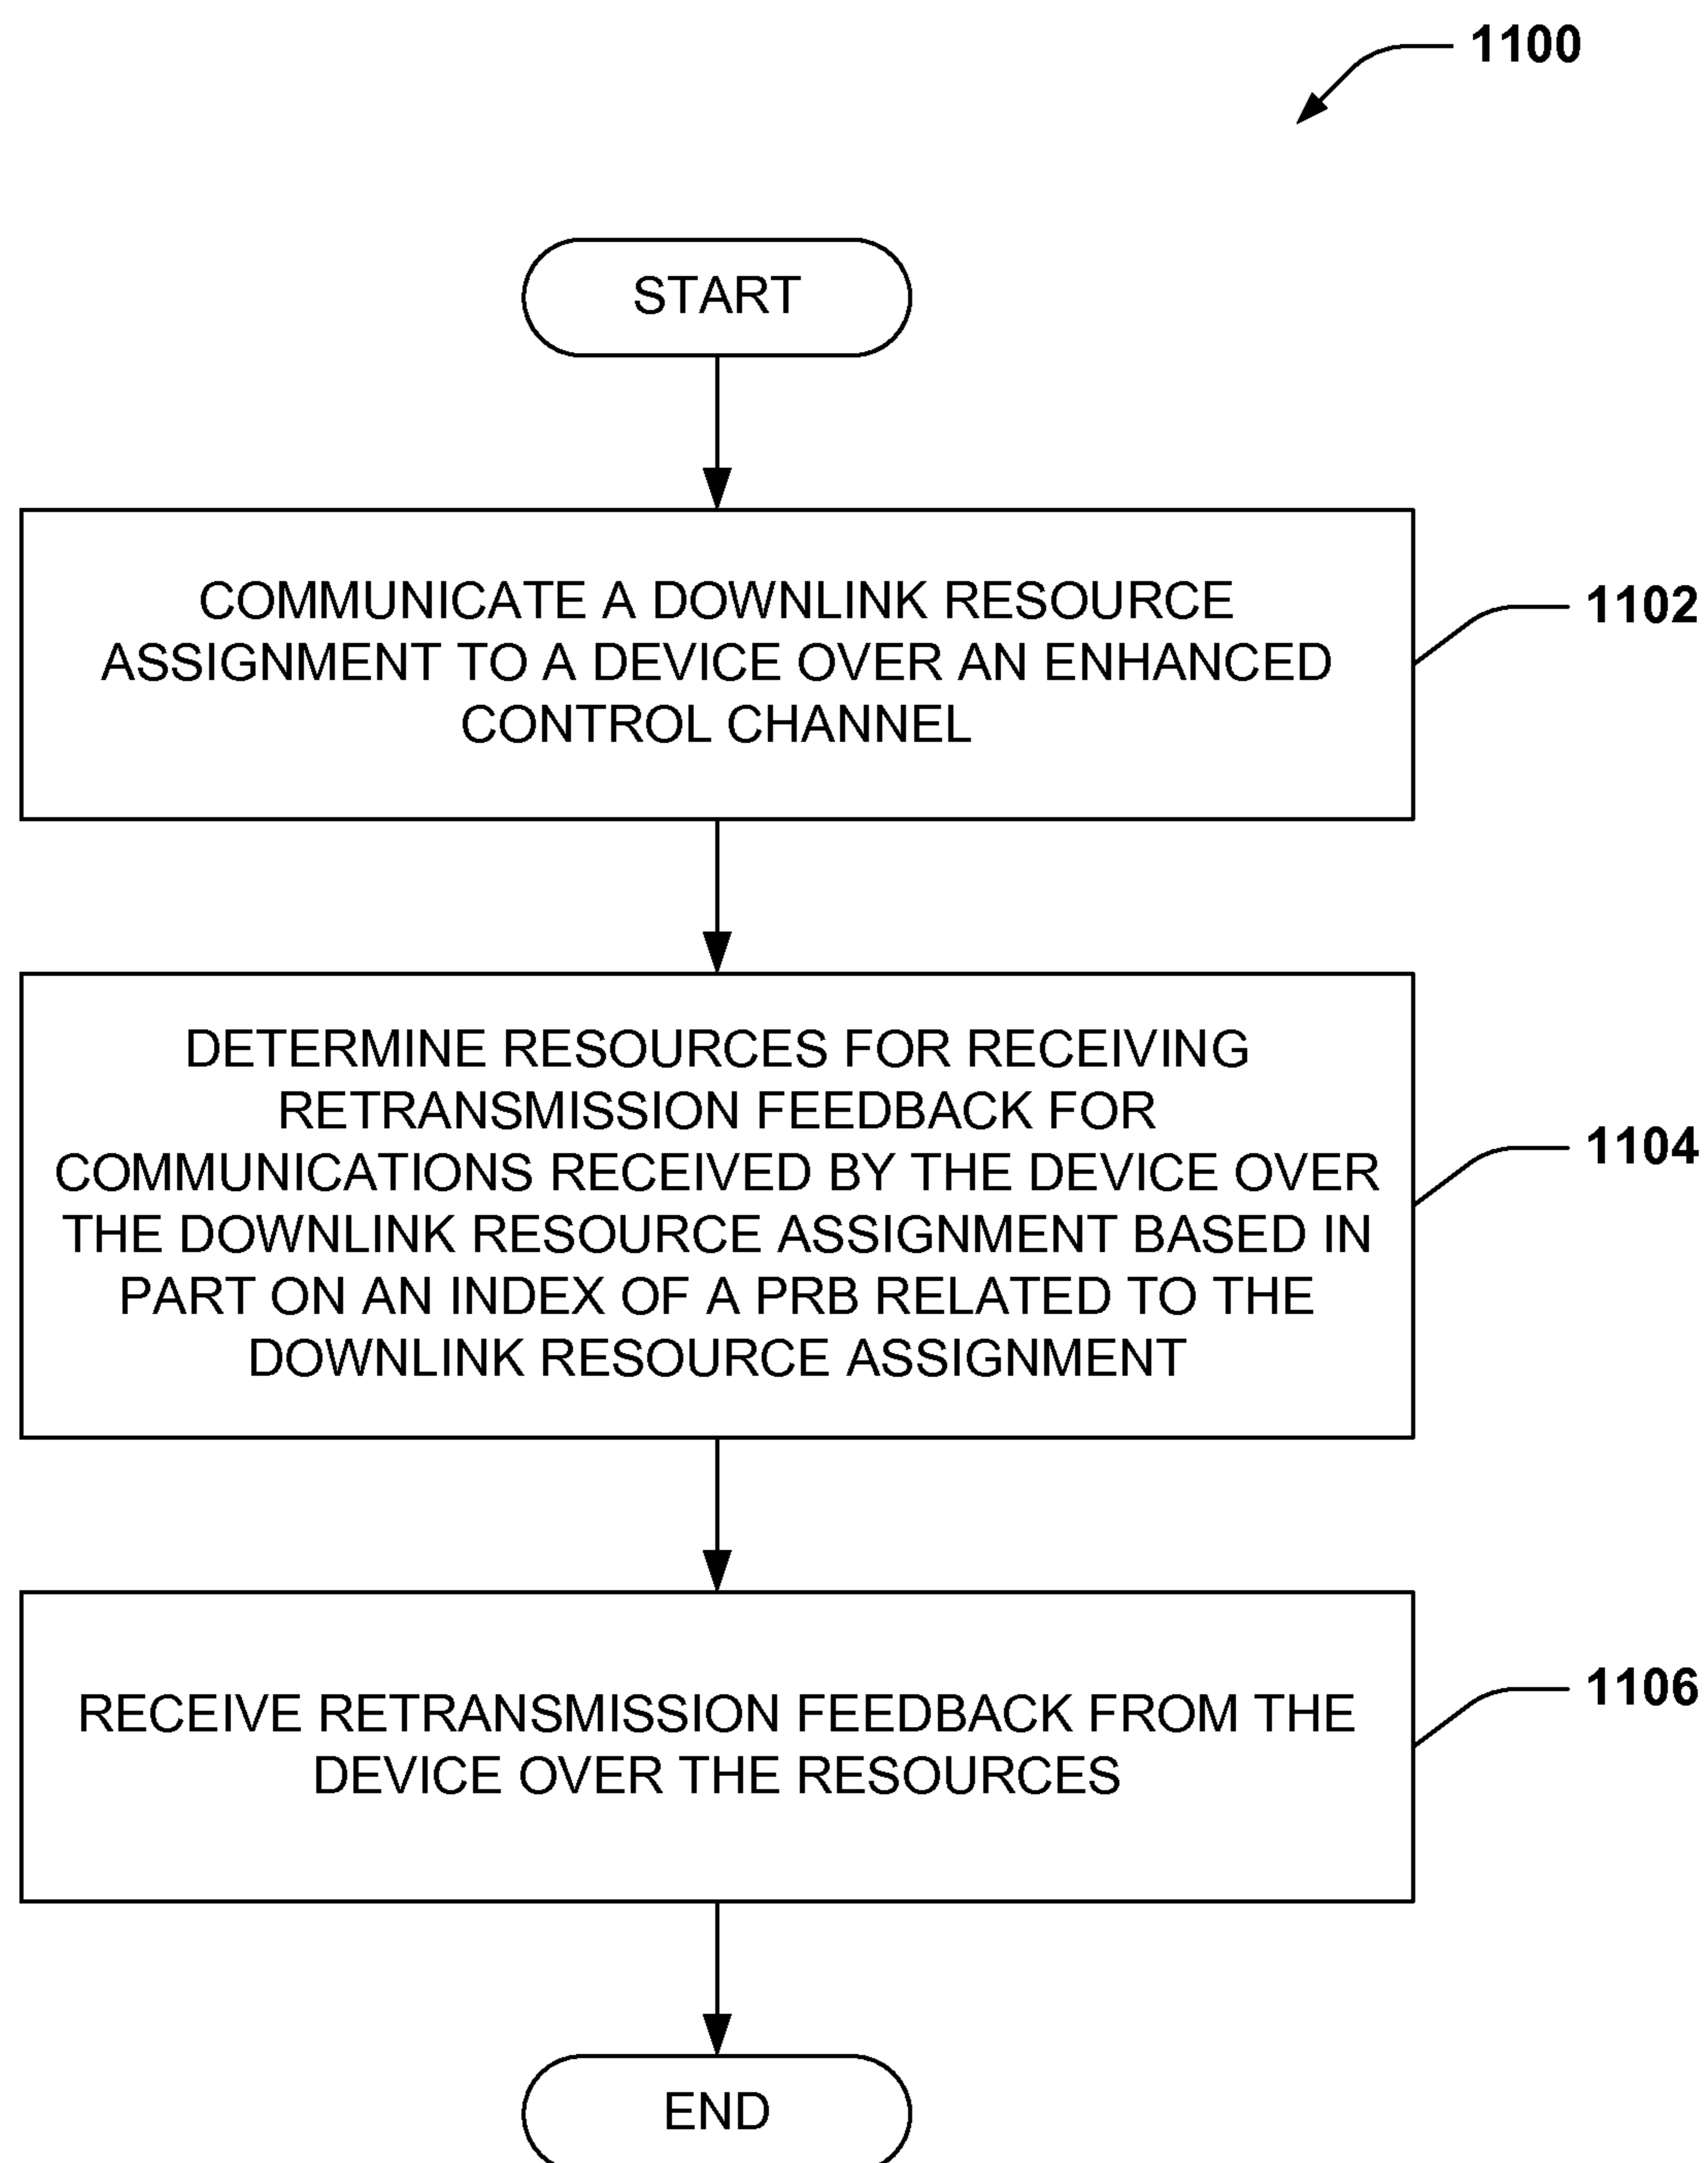 1100
START
COMMUNICATE A DOWNLINK RESOURCE
ASSIGNMENT TO A DEVICE OVER AN ENHANCED
CONTROL CHANNEL
1102
DETERMINE RESOURCES FOR RECEIVING
RETRANSMISSION FEEDBACK FOR
COMMUNICATIONS RECEIVED BY THE DEVICE OVER
THE DOWNLINK RESOURCE ASSIGNMENT BASED IN
PART ON AN INDEX OF A PRB RELATED TO THE
DOWNLINK RESOURCE ASSIGNMENT
1104
RECEIVE RETRANSMISSION FEEDBACK FROM THE
DEVICE OVER THE RESOURCES
1106
END